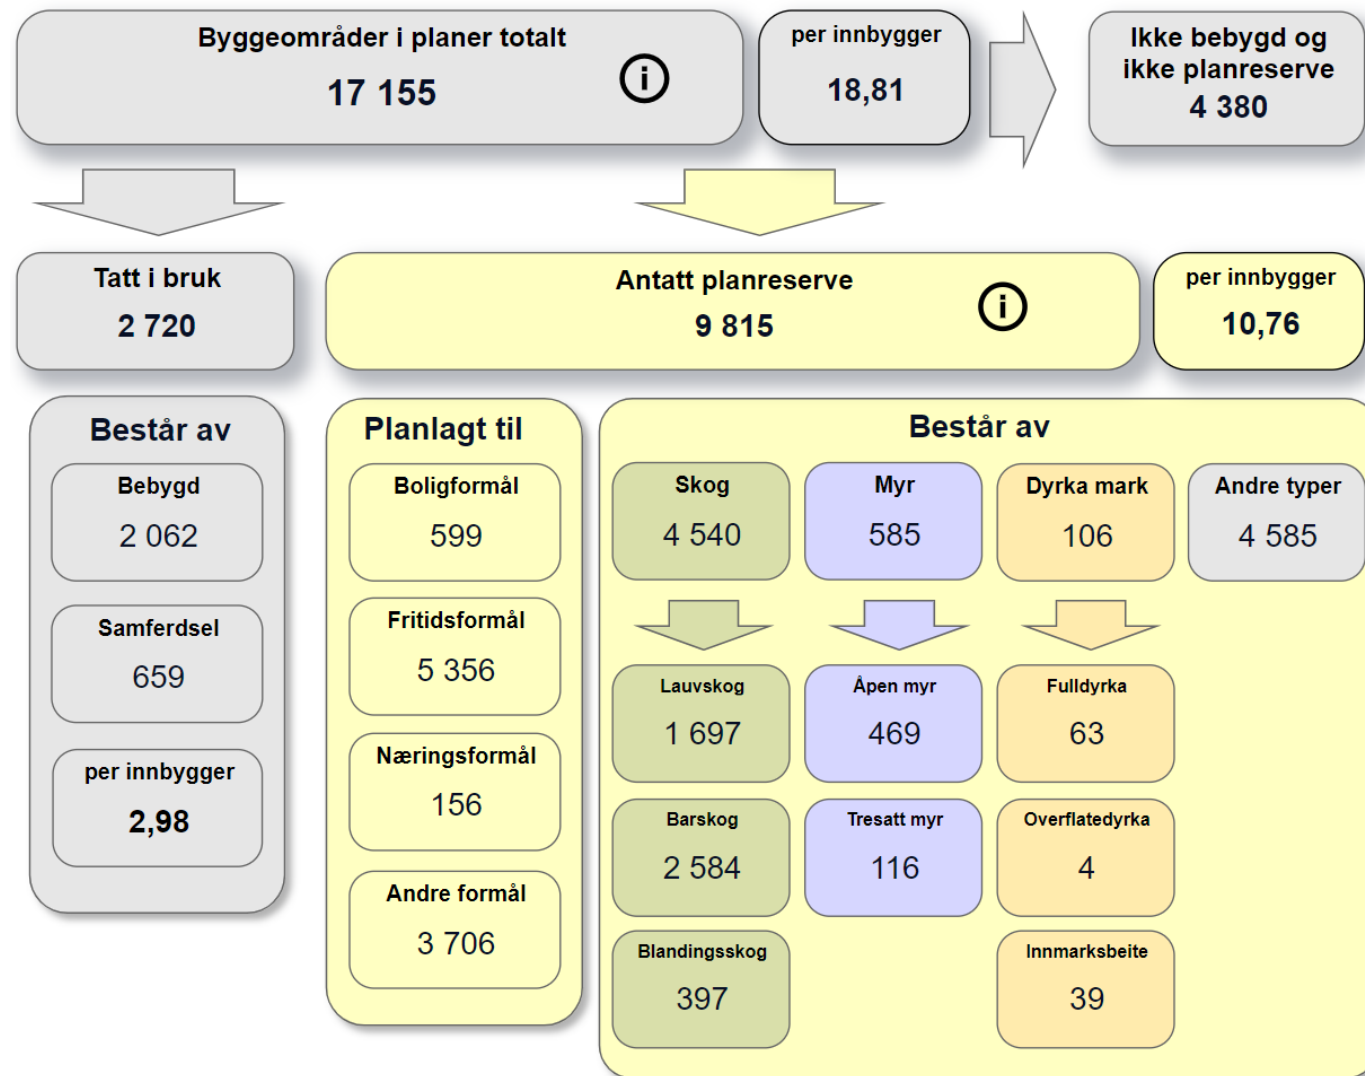 Byggeområder i planer totalt
17 155
i
per innbygger
18,81
Ikke bebygd og
ikke planreserve
4 380
Tatt i bruk
2 720
Antatt planreserve
9 815
i
per innbygger
10,76
Består av
Bebygd
2 062
Samferdsel
659
per innbygger
2,98
Planlagt til
Boligformål
599
Fritidsformål
5 356
Næringsformål
156
Andre formål
3 706
Består av
Skog
4 540
Myr
585
Dyrka mark
106
Andre typer
4 585
Lauvskog
1 697
Åpen myr
469
Fulldyrka
63
Barskog
2 584
Tresatt myr
116
Overflatedyrka
4
Blandingsskog
397
Innmarksbeite
39